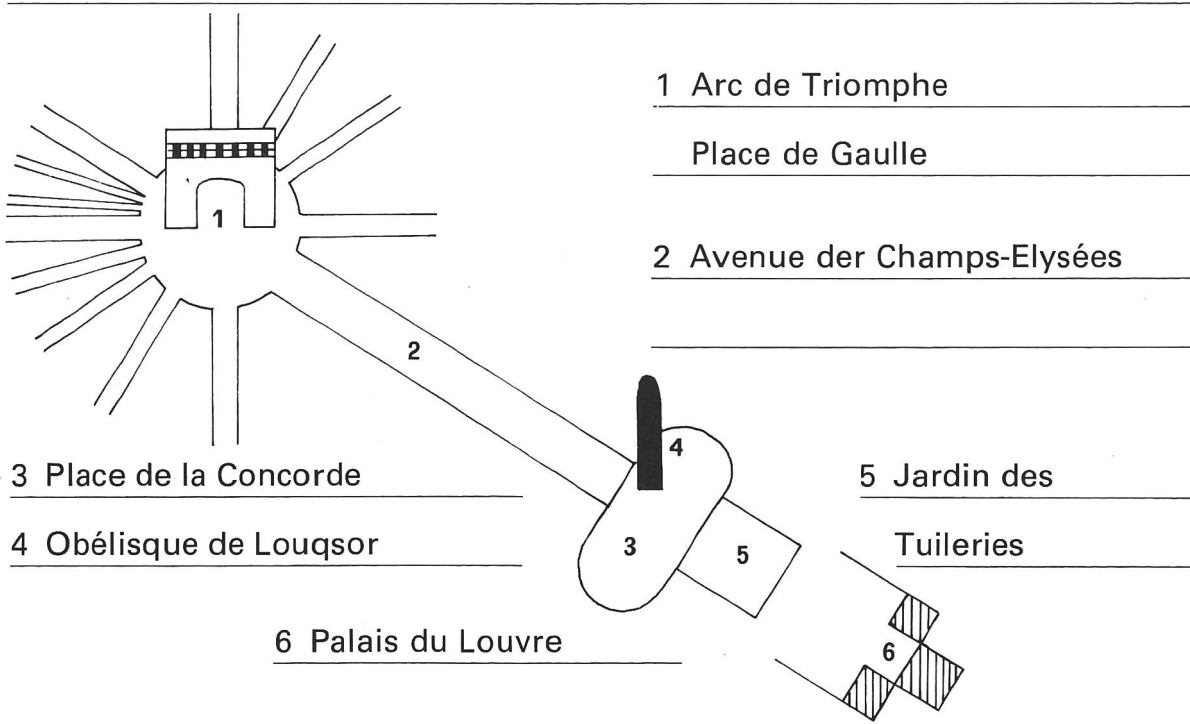 1 Arc de Triomphe
Place de Gaulle
2 Avenue der Champs-Elysées
3 Place de la Concorde
4 Obélisque de Louqsor
5 Jardin des
Tuileries
6 Palais du Louvre
1
2
4
3
5
6